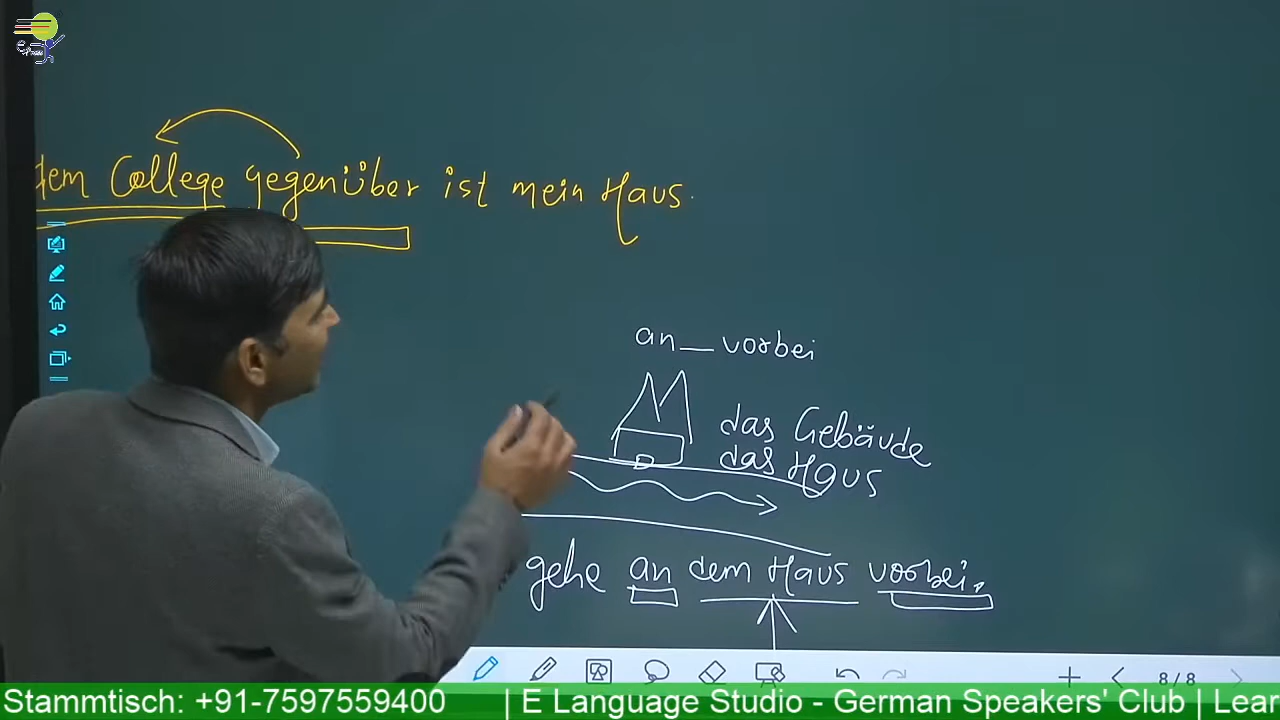 dem College gegenüber ist mein Haus.
an__vorbei
das Gebäude
das Haus
gehe an dem Haus vorbei.
8/8
Stammtisch: +91-7597559400 | E Language Studio - German Speakers' Club | Lear